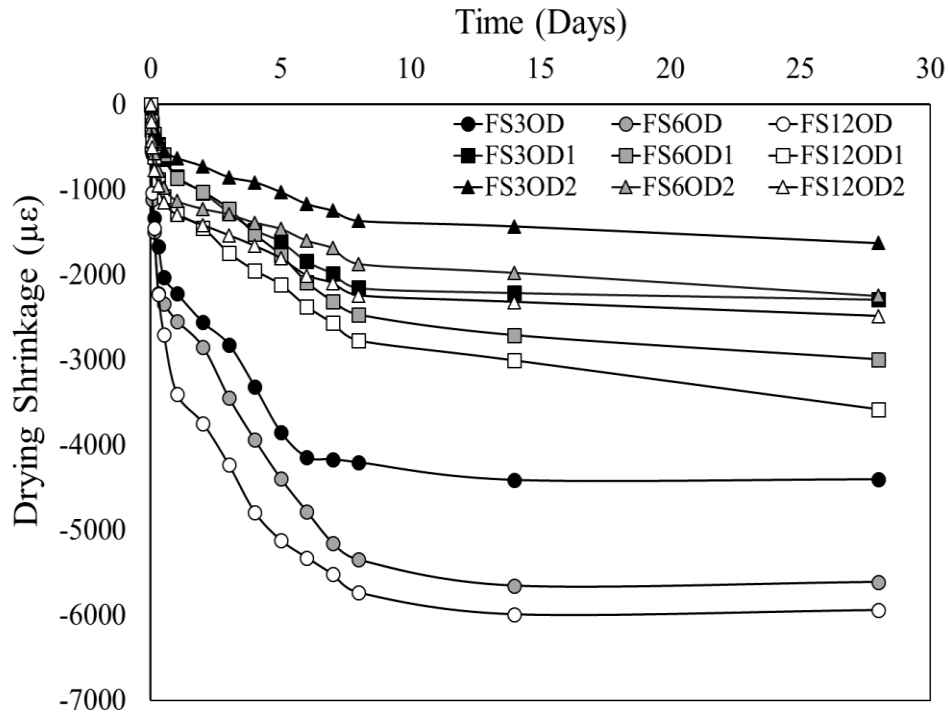 Time (Days)
0 5 10 15 20 25 30
0
-1000
-2000
-3000
-4000
-5000
-6000
-7000
Drying Shrinkage (με)
FS3OD FS6OD FS12OD
FS3OD1 FS6OD1 FS12OD1
FS3OD2 FS6OD2 FS12OD2